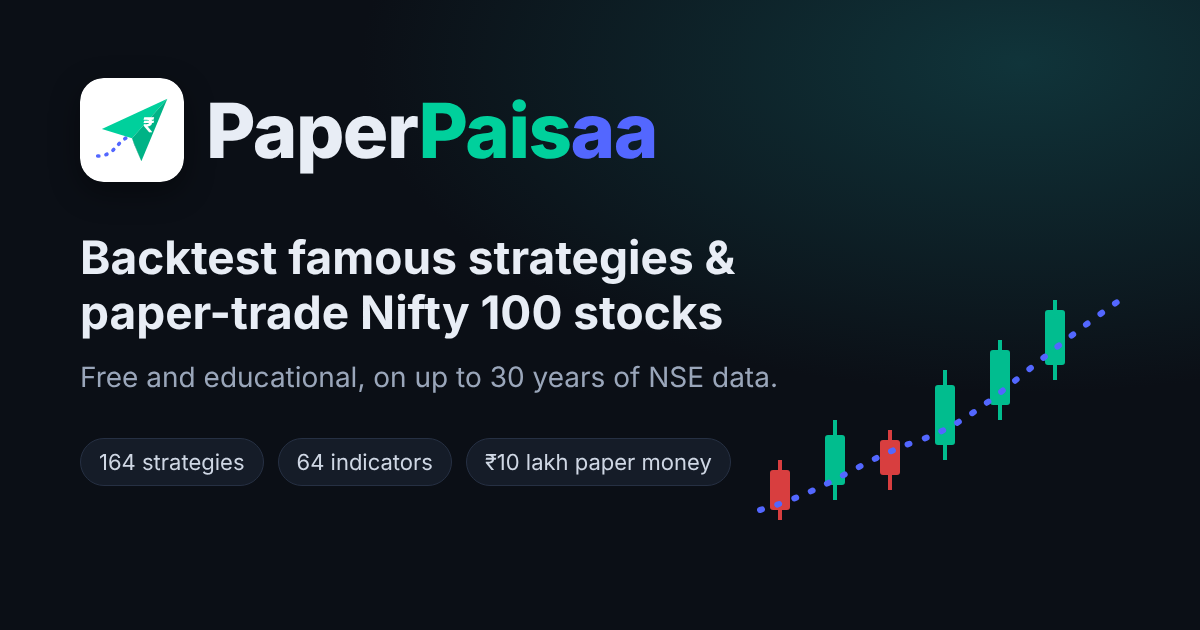 ₹
PaperPaisaa
Backtest famous strategies &
paper-trade Nifty 100 stocks
Free and educational, on up to 30 years of NSE data.
164 strategies
64 indicators
₹10 lakh paper money